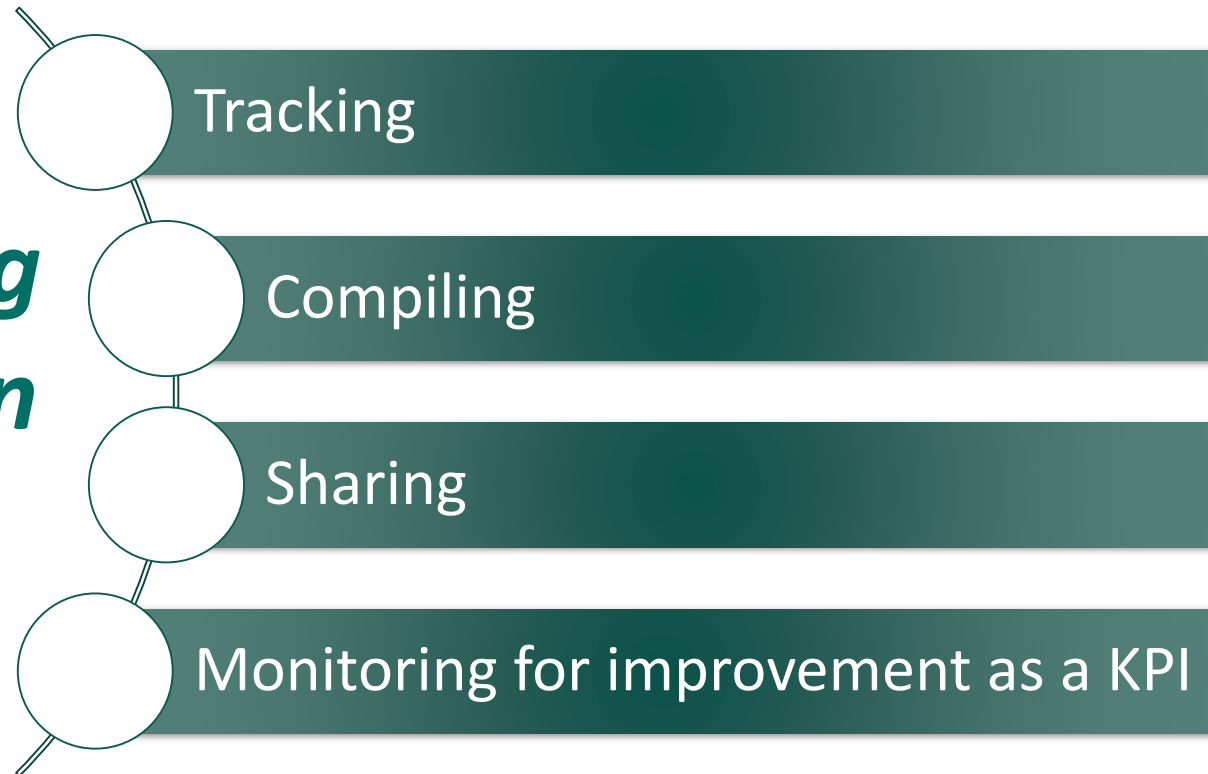 Tracking
g
Compiling
n
Sharing
Monitoring for improvement as a KPI